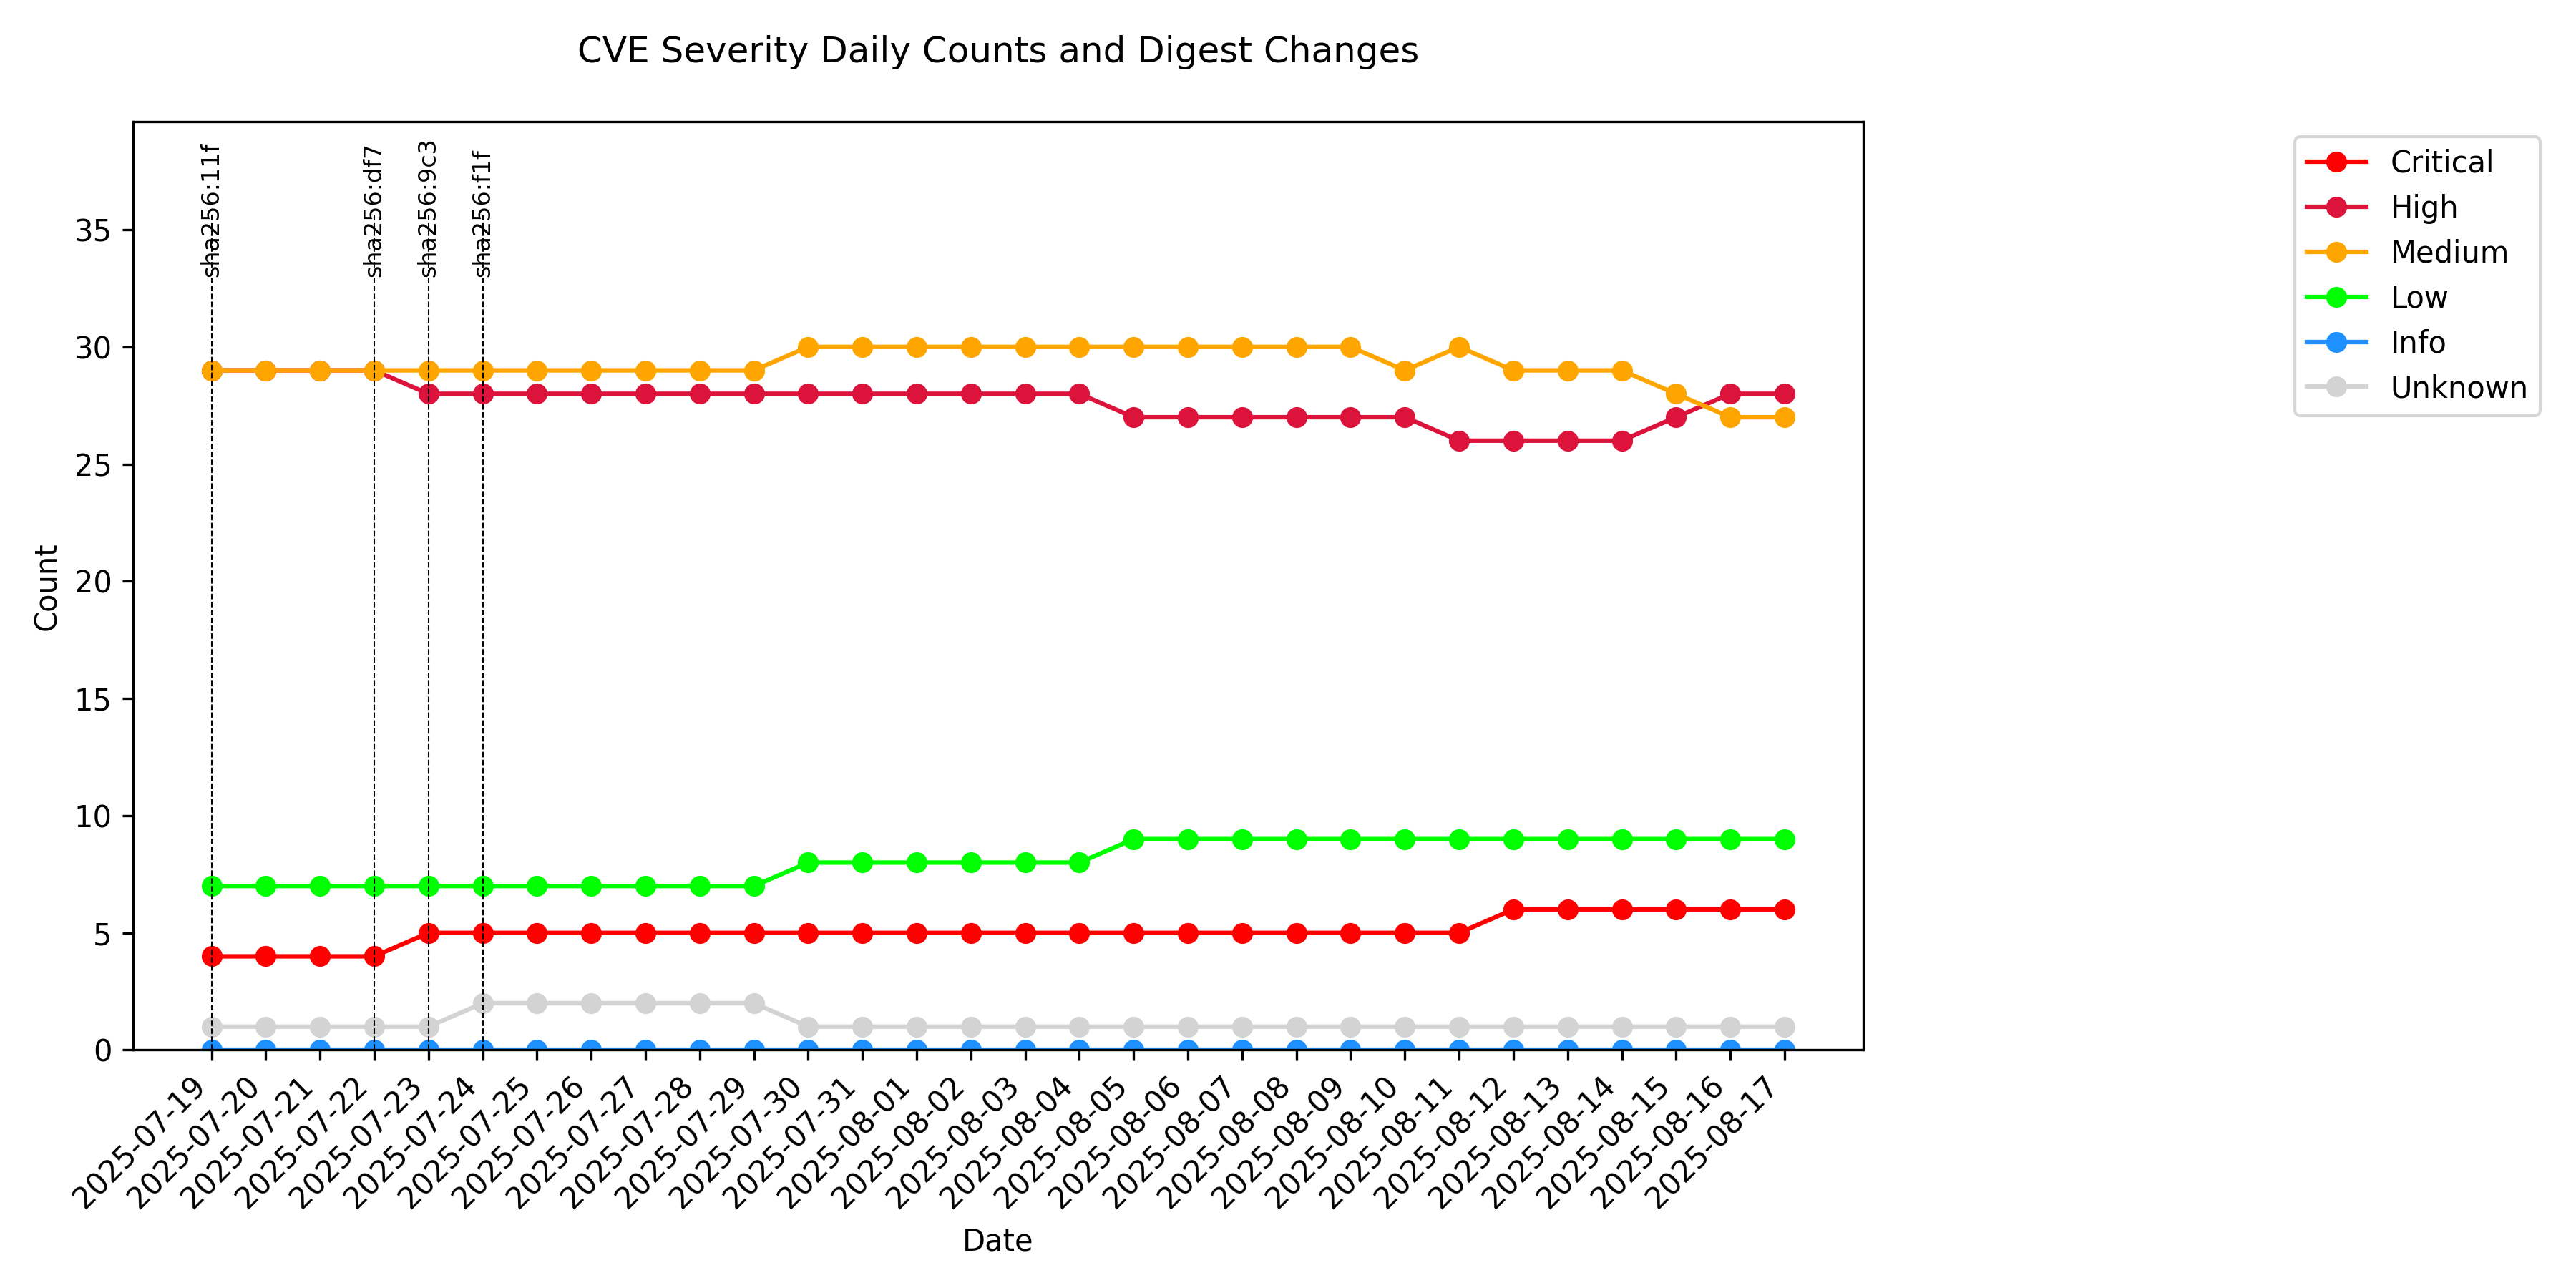 CVE Severity Daily Counts and Digest Changes
sha256:11f
sha256:df7
sha256:9c3
sha256:f1f
Critical
High
Medium
Low
Info
Unknown
Count
35
30
25
20
15
10
5
0
2025-07-19
2025-07-20
2025-07-21
2025-07-22
2025-07-23
2025-07-24
2025-07-25
2025-07-26
2025-07-27
2025-07-28
2025-07-29
2025-07-30
2025-07-31
2025-08-01
2025-08-02
2025-08-03
2025-08-04
2025-08-05
2025-08-06
2025-08-07
2025-08-08
2025-08-09
2025-08-10
2025-08-11
2025-08-12
2025-08-13
2025-08-14
2025-08-15
2025-08-16
2025-08-17
Date